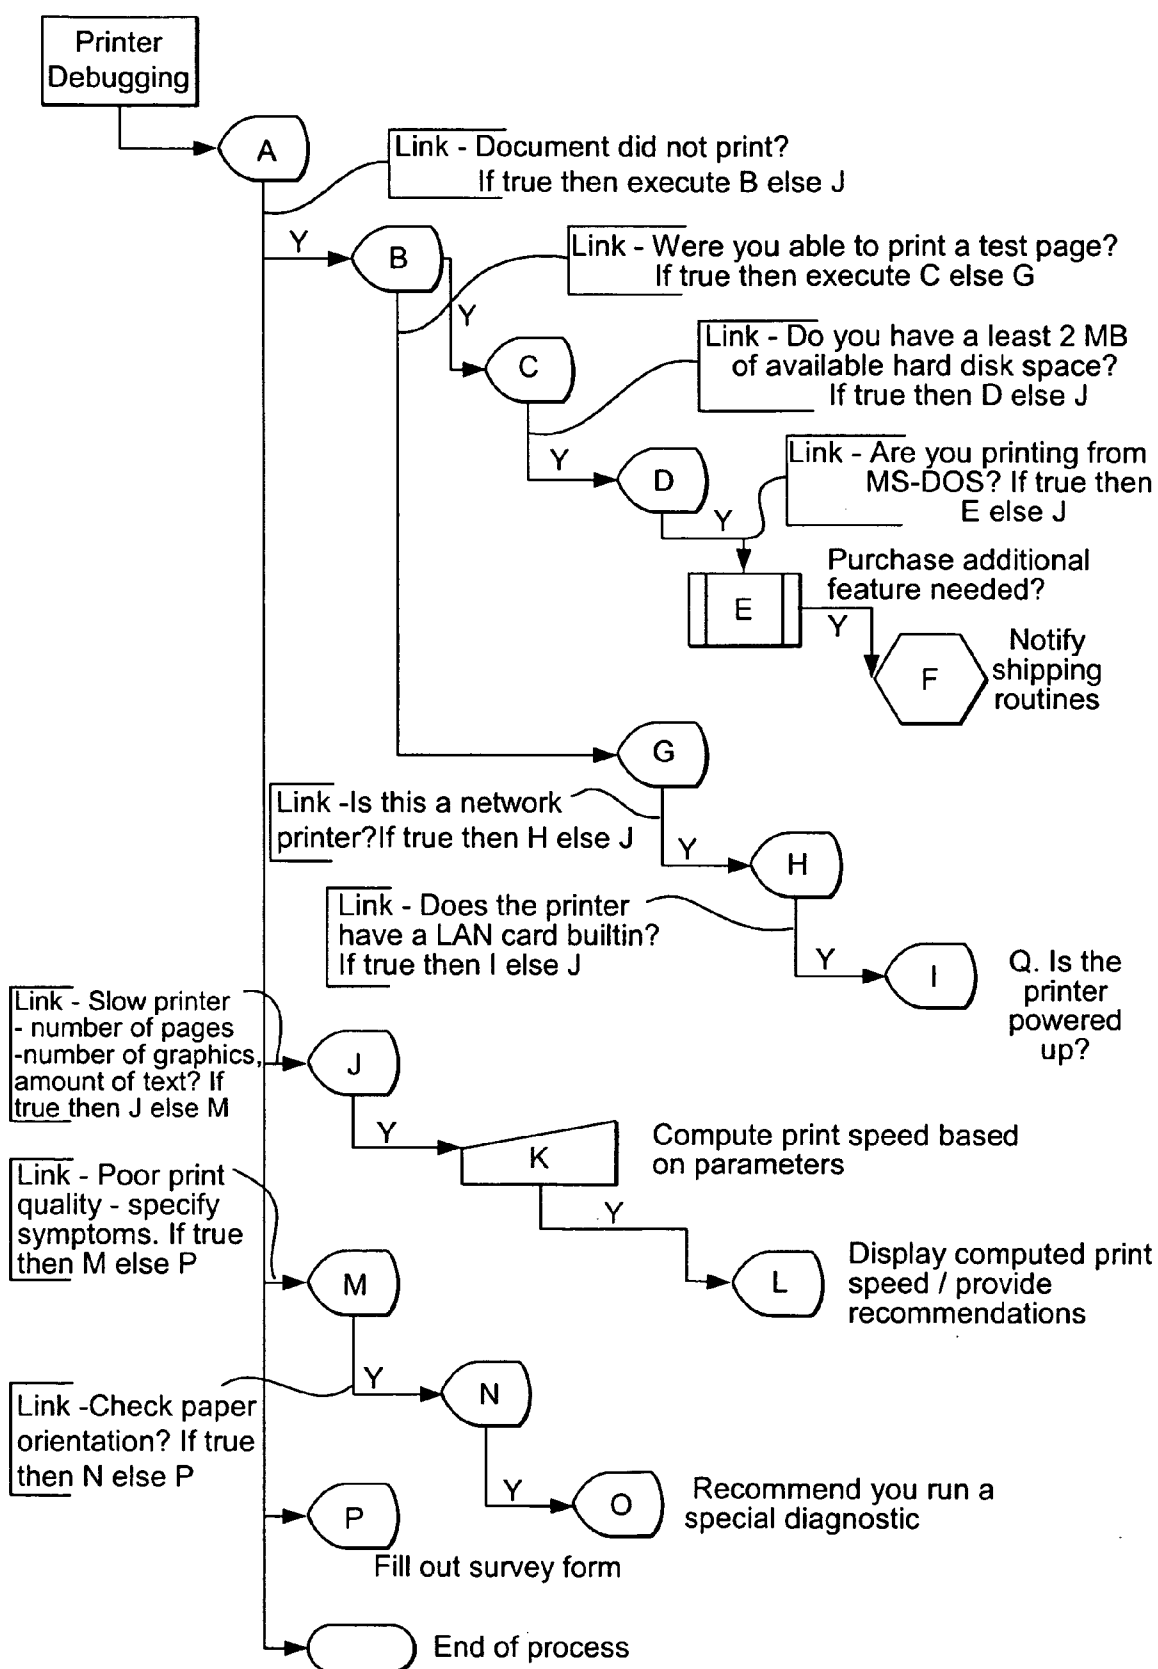 Printer
Debugging
A
Link - Document did not print?
If true then execute B else J
Y
B
Link - Were you able to print a test page?
If true then execute C else G
Y
C
Link - Do you have a least 2 MB
of available hard disk space?
If true then D else J
Y
D
Link - Are you printing from
MS-DOS? If true then
E else J
Y
E
Purchase additional
feature needed?
Y
F
Notify
shipping
routines
G
Link -Is this a network
printer?If true then H else J
Y
H
Link - Does the printer
have a LAN card builtin?
If true then I else J
Y
I
Q. Is the
printer
powered
up?
Link - Slow printer
- number of pages
-number of graphics,
amount of text? If
true then J else M
J
Y
K
Compute print speed based
on parameters
Y
L
Display computed print
speed / provide
recommendations
Link - Poor print
quality - specify
symptoms. If true
then M else P
M
Y
N
Link -Check paper
orientation? If true
then N else P
Y
O
Recommend you run a
special diagnostic
P
Fill out survey form
End of process